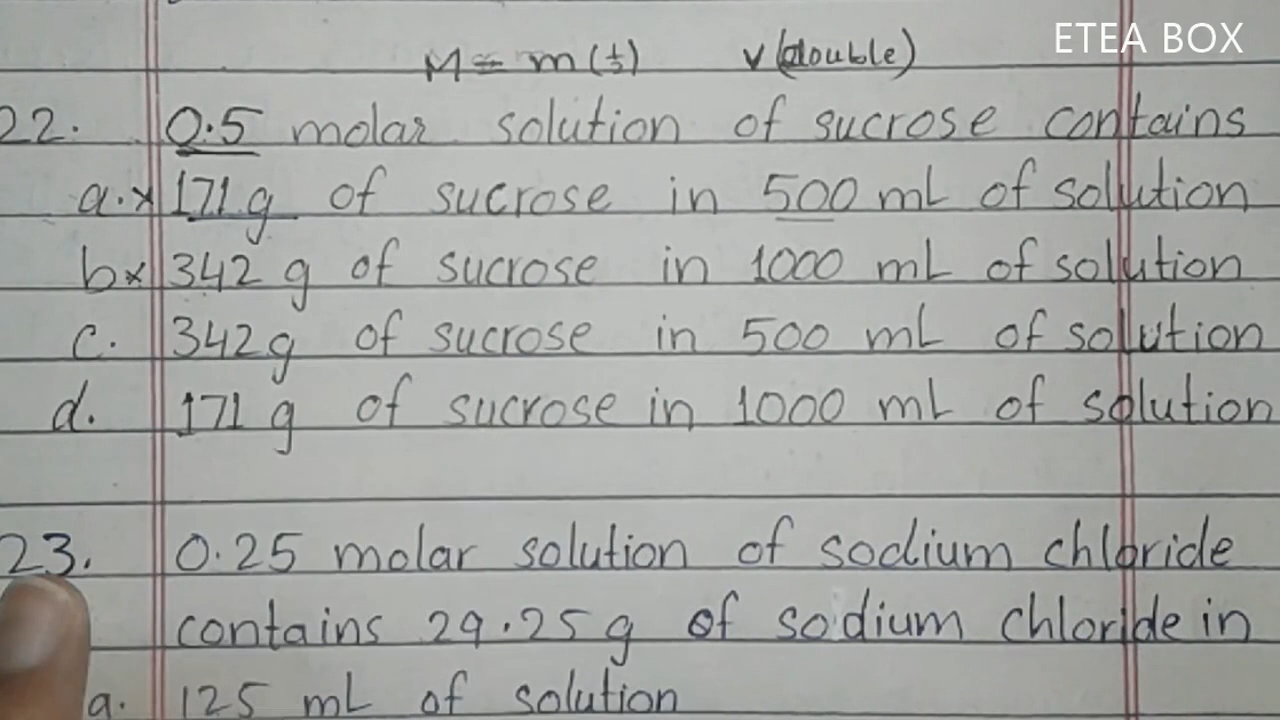 ETEA BOX
M = m (½) v (double)
22. 0.5 molar solution of sucrose contains
a. × 171 g of sucrose in 500 mL of solution
b × 342 g of sucrose in 1000 mL of solution
c. 342 g of sucrose in 500 mL of solution
d. 171 g of sucrose in 1000 mL of solution
23. 0.25 molar solution of sodium chloride
contains 29.25 g of sodium chloride in
a. 125 mL of solution